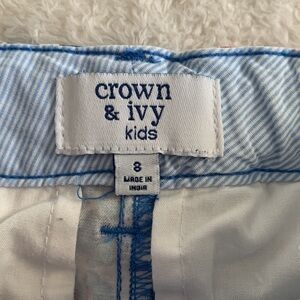 crown
& ivy
kids
8
MADE IN
INDIA